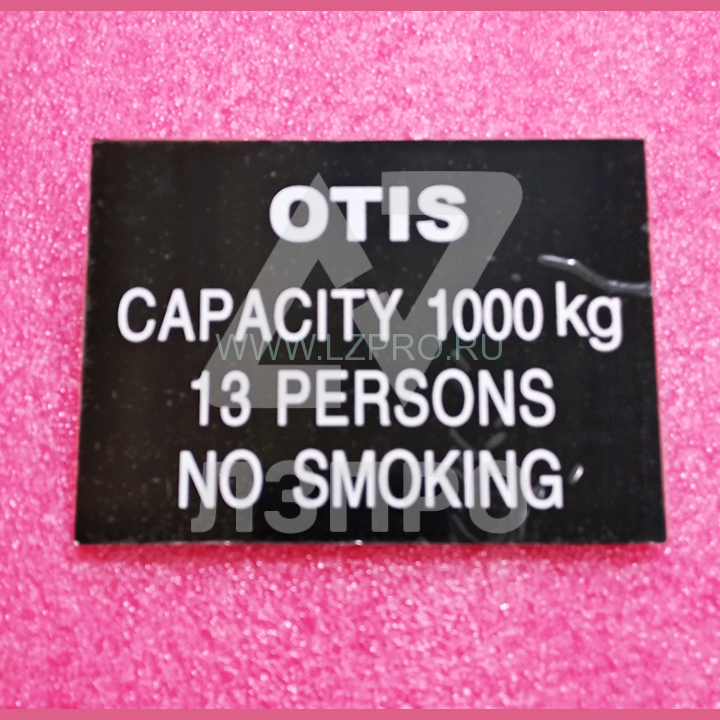 OTIS
CAPACITY 1000 kg
WWW.LZPRO.RU
13 PERSONS
NO SMOKING
ЛЗПРО